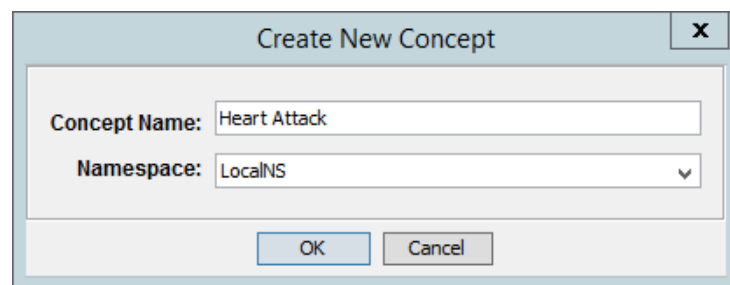 Create New Concept x
Concept Name: Heart Attack
Namespace: LocalNS
OK Cancel